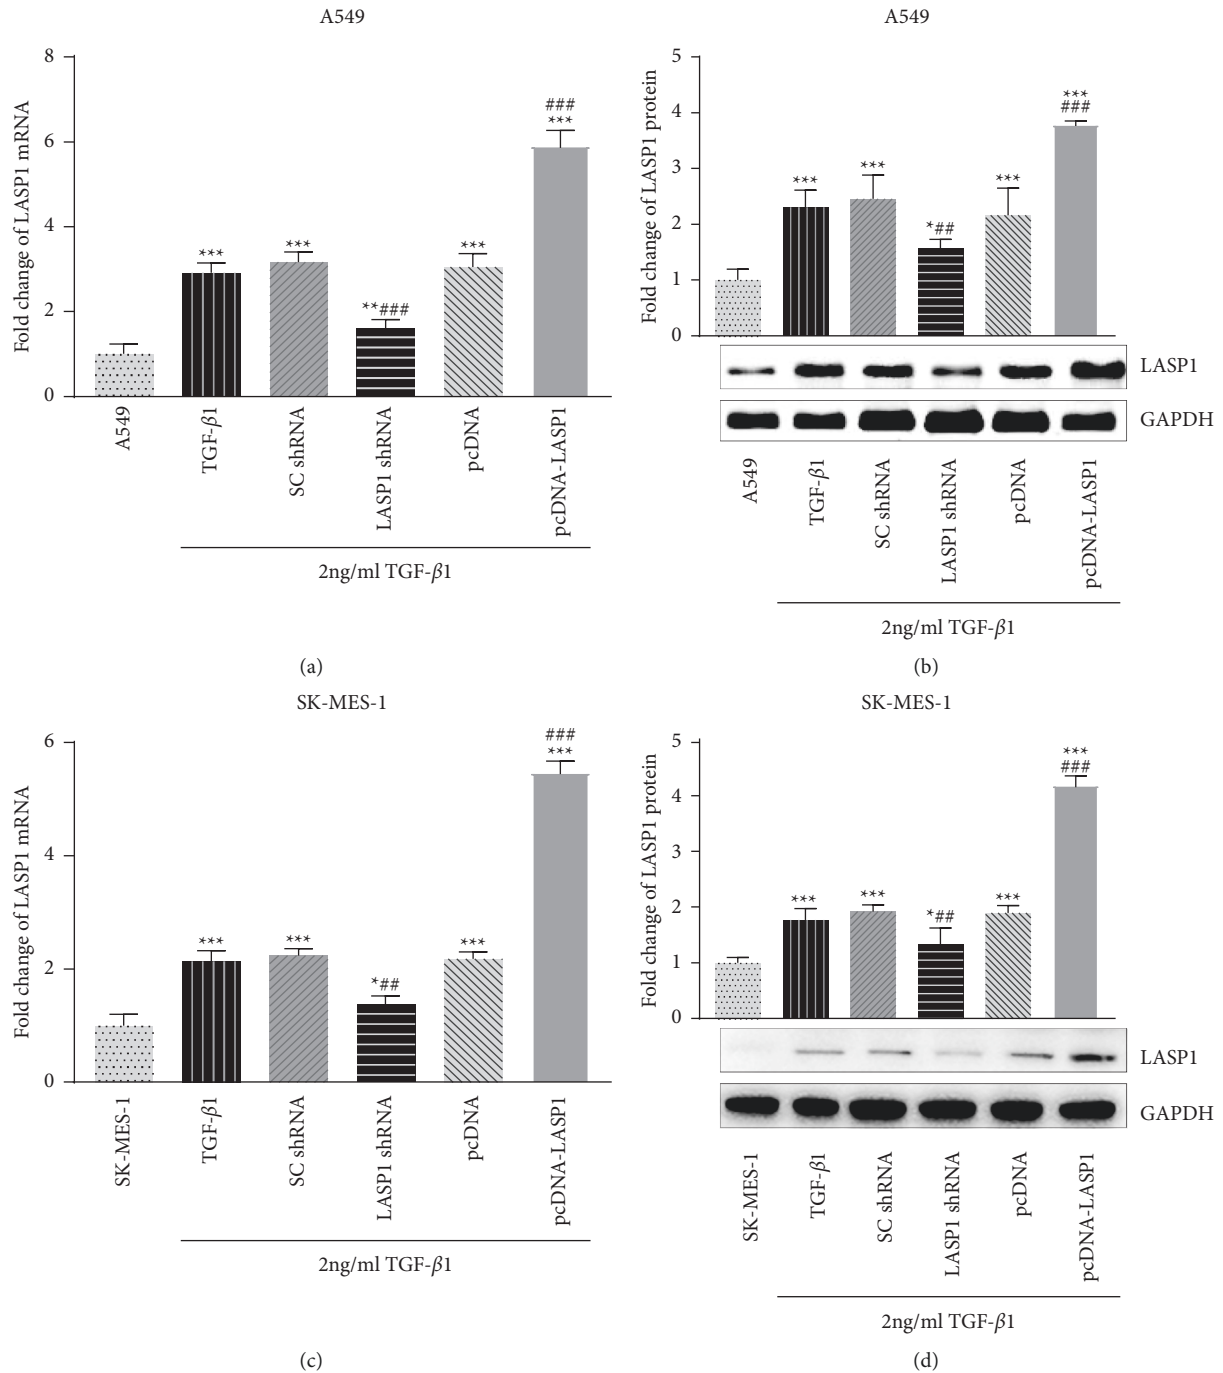 A549
Fold change of LASP1 mRNA
8
6
4
2
0
***
***
**###
***
###
***
A549
TGF-β1
SC shRNA
LASP1 shRNA
pcDNA
pcDNA-LASP1
2ng/ml TGF-β1
(a)
A549
Fold change of LASP1 protein
5
4
3
2
1
0
***
***
*##
***
***
###
LASP1
GAPDH
A549
TGF-β1
SC shRNA
LASP1 shRNA
pcDNA
pcDNA-LASP1
2ng/ml TGF-β1
(b)
SK-MES-1
Fold change of LASP1 mRNA
6
4
2
0
***
***
*##
***
###
***
SK-MES-1
TGF-β1
SC shRNA
LASP1 shRNA
pcDNA
pcDNA-LASP1
2ng/ml TGF-β1
(c)
SK-MES-1
Fold change of LASP1 protein
5
4
3
2
1
0
***
***
*##
***
***
###
LASP1
GAPDH
SK-MES-1
TGF-β1
SC shRNA
LASP1 shRNA
pcDNA
pcDNA-LASP1
2ng/ml TGF-β1
(d)